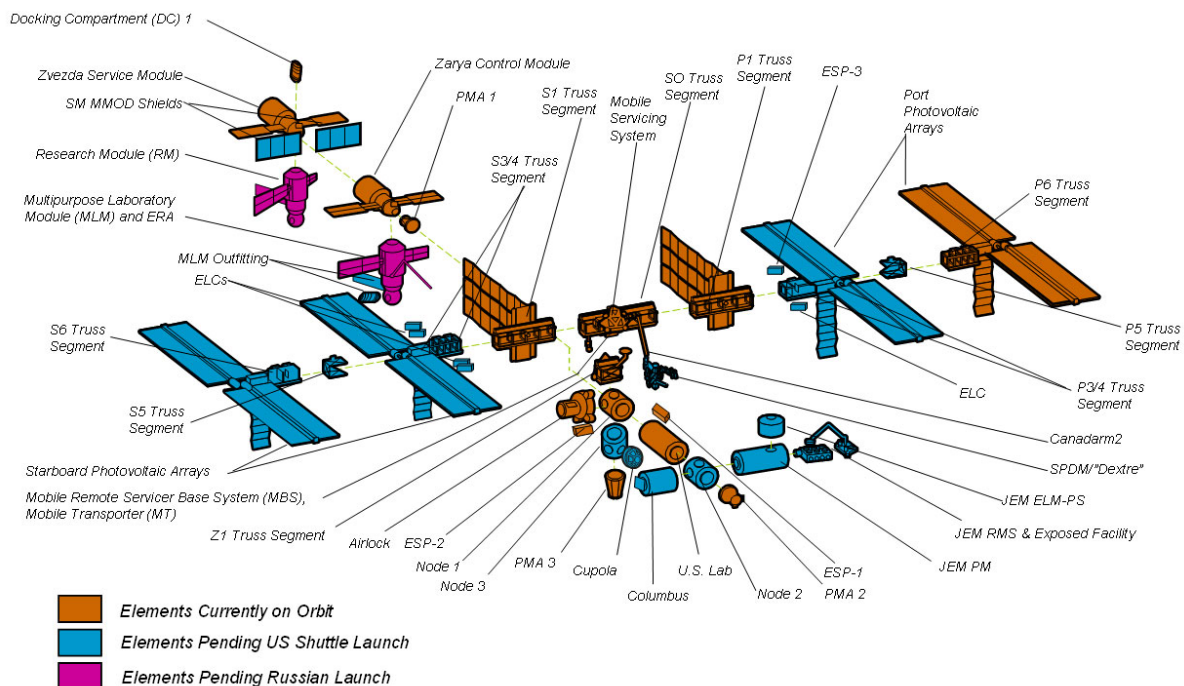 Docking Compartment (DC) 1
Zvezda Service Module
SM MMOD Shields
Research Module (RM)
Multipurpose Laboratory
Module (MLM) and ERA
MLM Outfitting
ELCs
S6 Truss
Segment
S5 Truss
Segment
Starboard Photovoltaic Arrays
Mobile Remote Servicer Base System (MBS),
Mobile Transporter (MT)
Z1 Truss Segment
Zarya Control Module
PMA 1
S1 Truss
Segment
S3/4 Truss
Segment
Mobile
Servicing
System
SO Truss
Segment
P1 Truss
Segment
ESP-3
Port
Photovoltaic
Arrays
P6 Truss
Segment
P5 Truss
Segment
ELC
P3/4 Truss
Segment
Canadarm2
SPDM/"Dextre"
JEM ELM-PS
JEM RMS & Exposed Facility
JEM PM
Airlock
ESP-2
Node 1
Node 3
PMA 3
Cupola
Columbus
U.S. Lab
Node 2
ESP-1
PMA 2
Elements Currently on Orbit
Elements Pending US Shuttle Launch
Elements Pending Russian Launch